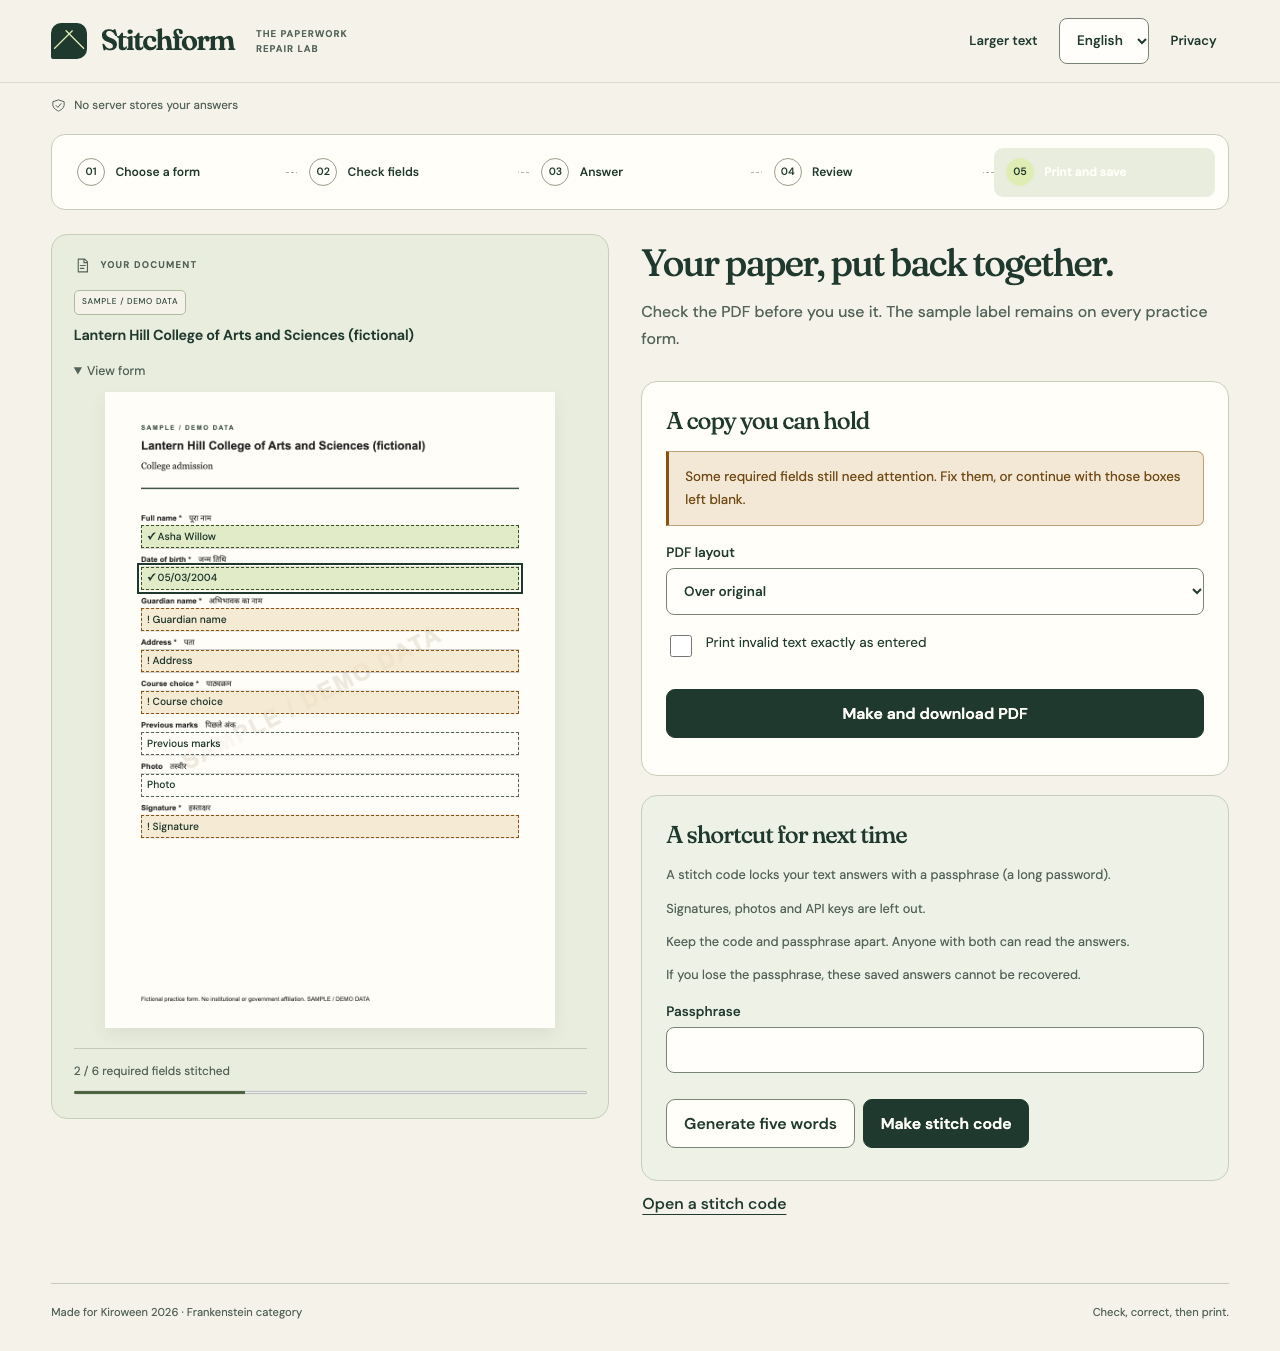 Stitchform
THE PAPERWORK
REPAIR LAB
Larger text
English
Privacy
No server stores your answers
01 Choose a form
02 Check fields
03 Answer
04 Review
05 Print and save
YOUR DOCUMENT
SAMPLE / DEMO DATA
Lantern Hill College of Arts and Sciences (fictional)
▼ View form
SAMPLE / DEMO DATA
Lantern Hill College of Arts and Sciences (fictional)
College admission
Full name * पूरा नाम
✓ Asha Willow
Date of birth * जन्म तिथि
✓ 05/03/2004
Guardian name * अभिभावक का नाम
! Guardian name
Address * पता
! Address
Course choice * पाठ्यक्रम
! Course choice
Previous marks पिछले अंक
Previous marks
Photo तस्वीर
Photo
Signature * हस्ताक्षर
! Signature
SAMPLE / DEMO DATA
Fictional practice form. No institutional or government affiliation. SAMPLE / DEMO DATA
2 / 6 required fields stitched
Your paper, put back together.
Check the PDF before you use it. The sample label remains on every practice
form.
A copy you can hold
Some required fields still need attention. Fix them, or continue with those boxes
left blank.
PDF layout
Over original
Print invalid text exactly as entered
Make and download PDF
A shortcut for next time
A stitch code locks your text answers with a passphrase (a long password).
Signatures, photos and API keys are left out.
Keep the code and passphrase apart. Anyone with both can read the answers.
If you lose the passphrase, these saved answers cannot be recovered.
Passphrase
Generate five words
Make stitch code
Open a stitch code
Made for Kiroween 2026 · Frankenstein category
Check, correct, then print.